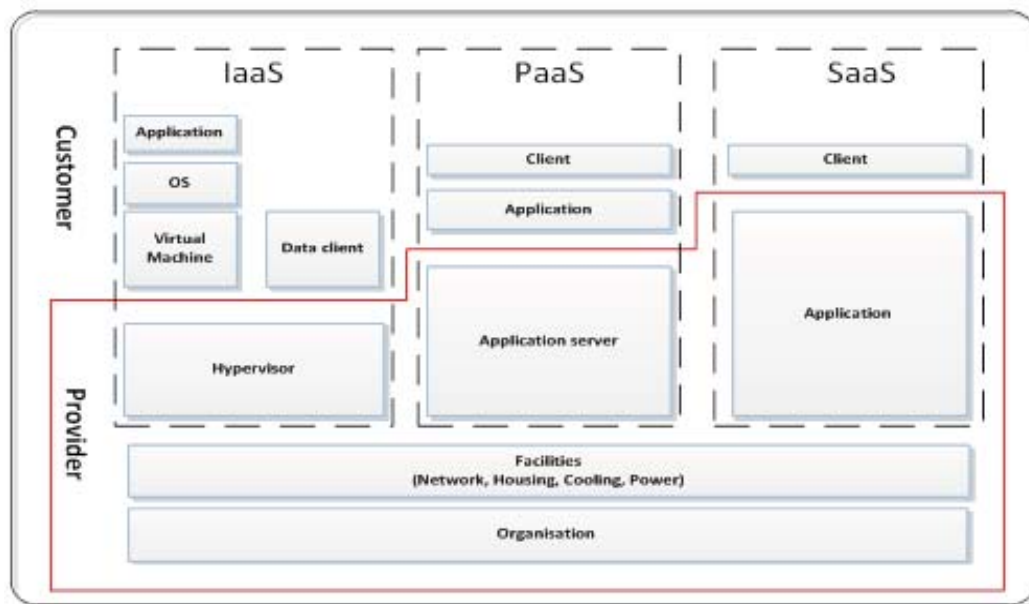 IaaS
PaaS
SaaS
Customer
Application
OS
Virtual
Machine
Data client
Hypervisor
Client
Application
Application server
Client
Application
Provider
Facilities
(Network, Housing, Cooling, Power)
Organisation